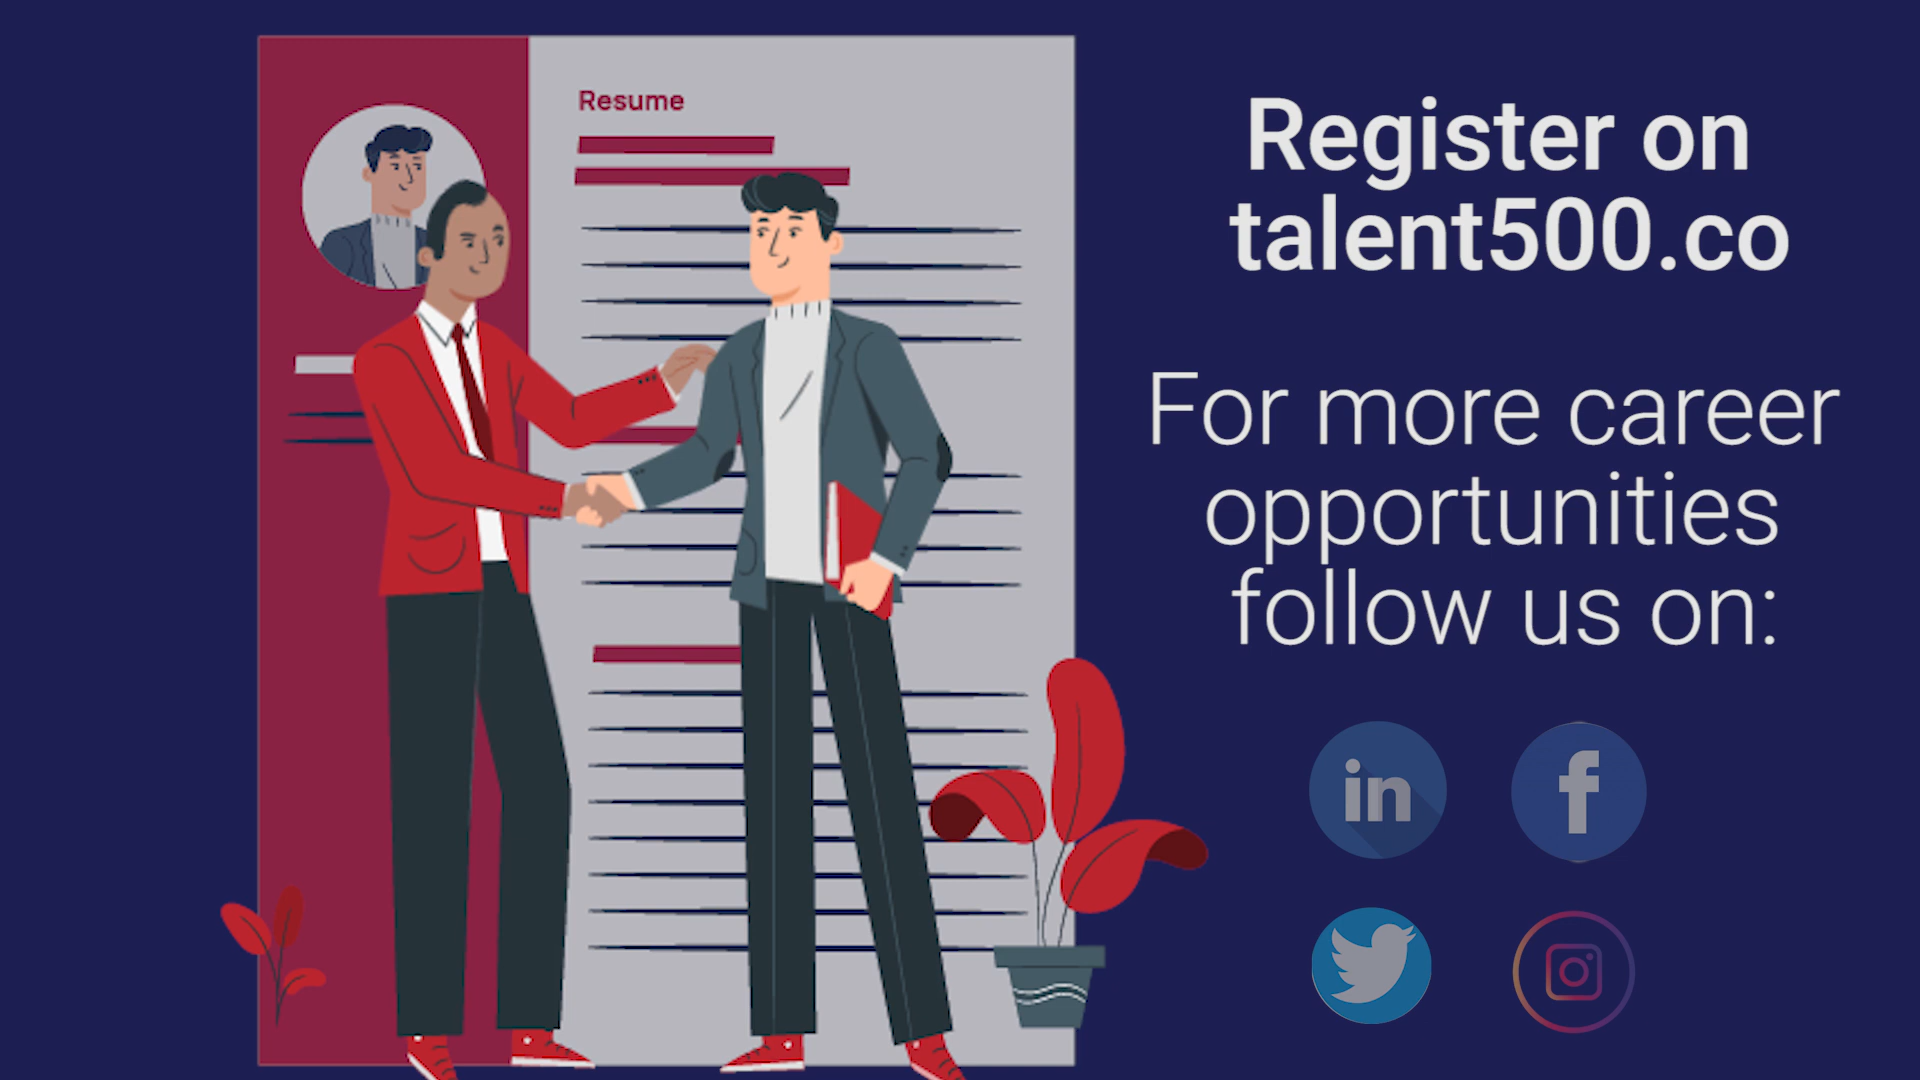 Resume
Register on
talent500.co
For more career
opportunities
follow us on:
in
f